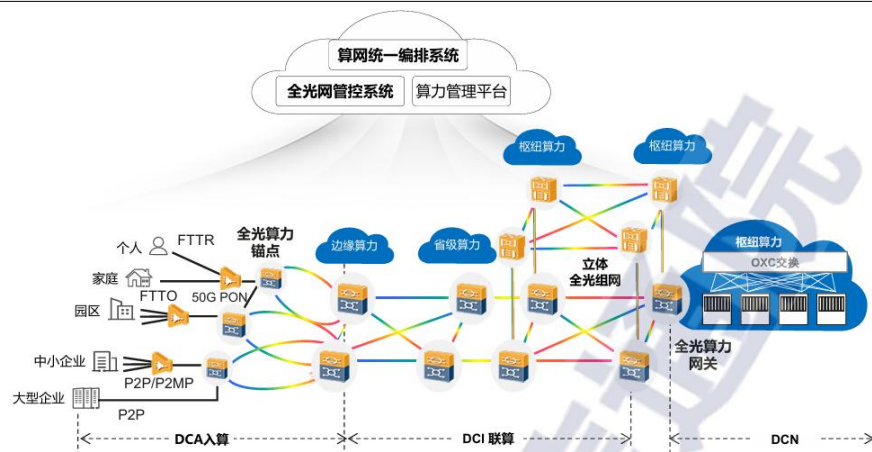 算网统一编排系统
全光网管控系统
算力管理平台
枢纽算力
枢纽算力
个人
FTTR
全光算力
锚点
边缘算力
省级算力
枢纽算力
OXC交换
家庭
FTTO
50G PON
立体
全光组网
园区
中小企业
P2P/P2MP
全光算力
网关
大型企业
P2P
DCA入算
DCI 联算
DCN